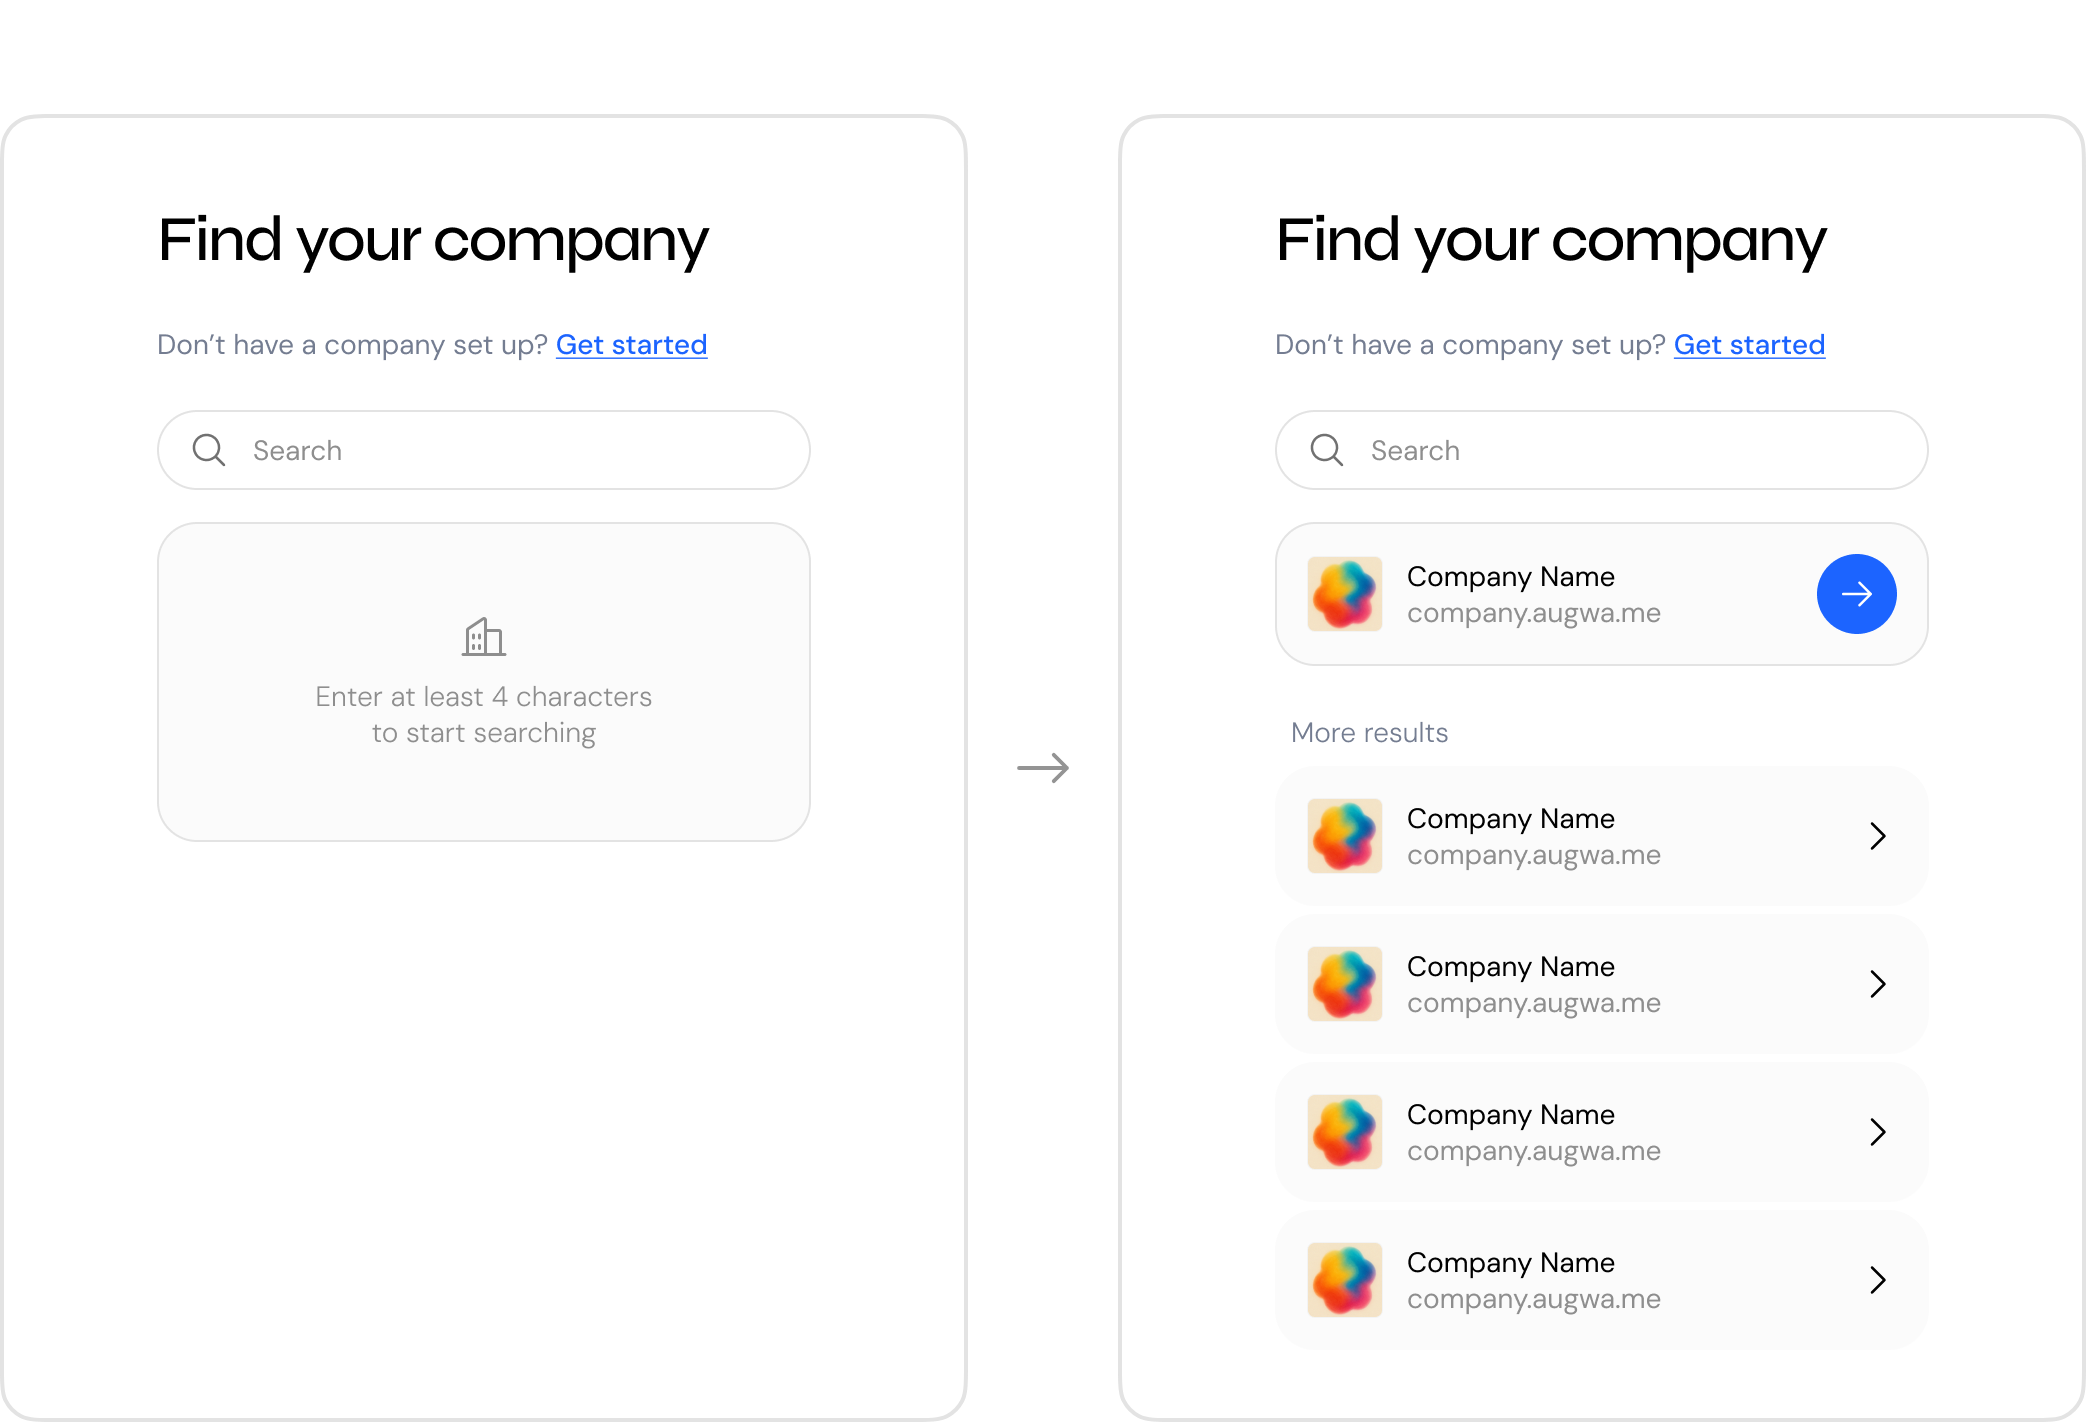 Find your company
Don’t have a company set up? Get started
Search
Enter at least 4 characters
to start searching
Find your company
Don’t have a company set up? Get started
Search
Company Name
company.augwa.me
More results
Company Name
company.augwa.me
Company Name
company.augwa.me
Company Name
company.augwa.me
Company Name
company.augwa.me